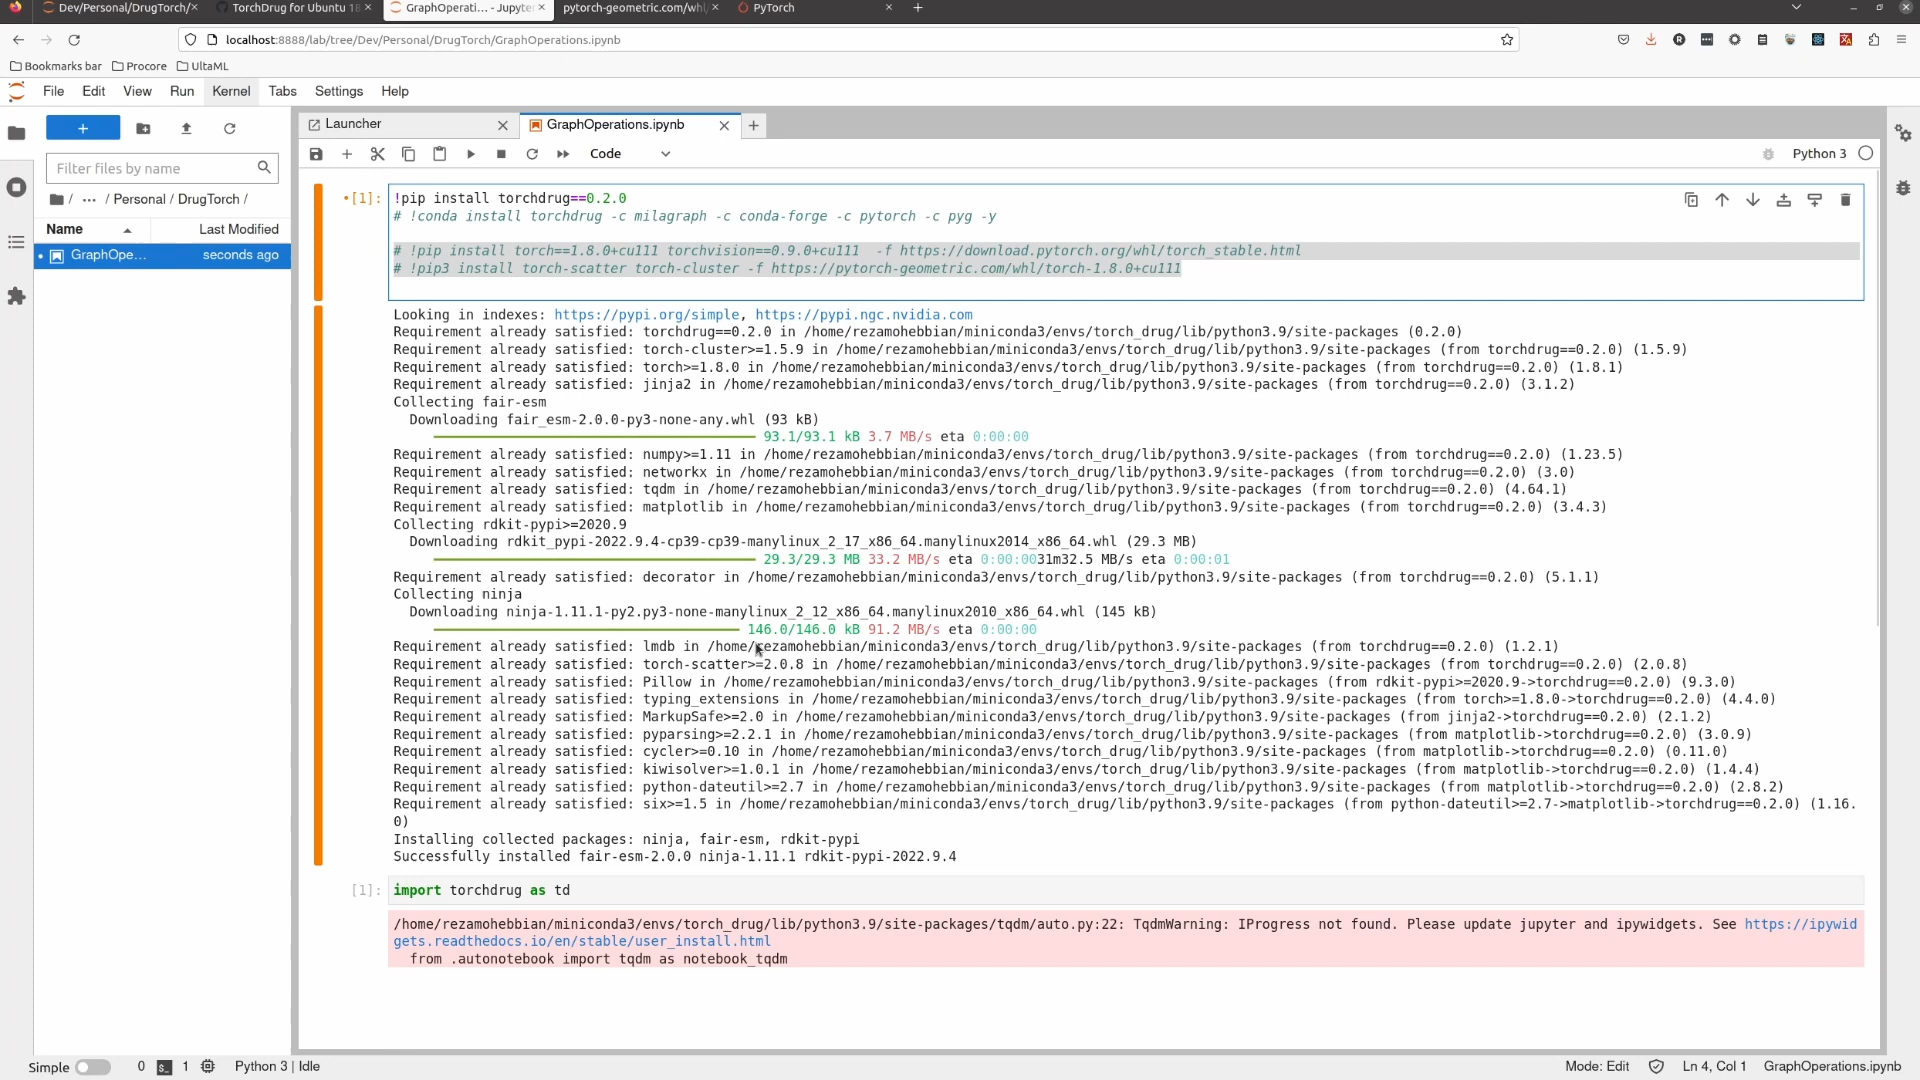 Dev/Personal/DrugTorch/
TorchDrug for Ubuntu 18
GraphOperati… - Jupyte
pytorch-geometric.com/whl/
PyTorch
localhost:8888/lab/tree/Dev/Personal/DrugTorch/GraphOperations.ipynb
Bookmarks bar
Procore
UltaML
File Edit View Run Kernel Tabs Settings Help
Launcher
GraphOperations.ipynb
Code
Python 3
Filter files by name
/ … / Personal / DrugTorch /
Name Last Modified
GraphOpe… seconds ago
[1]:
!pip install torchdrug==0.2.0
# !conda install torchdrug -c milagraph -c conda-forge -c pytorch -c pyg -y
# !pip install torch==1.8.0+cu111 torchvision==0.9.0+cu111  -f https://download.pytorch.org/whl/torch_stable.html
# !pip3 install torch-scatter torch-cluster -f https://pytorch-geometric.com/whl/torch-1.8.0+cu111
Looking in indexes: https://pypi.org/simple, https://pypi.ngc.nvidia.com
Requirement already satisfied: torchdrug==0.2.0 in /home/rezamohebbian/miniconda3/envs/torch_drug/lib/python3.9/site-packages (0.2.0)
Requirement already satisfied: torch-cluster>=1.5.9 in /home/rezamohebbian/miniconda3/envs/torch_drug/lib/python3.9/site-packages (from torchdrug==0.2.0) (1.5.9)
Requirement already satisfied: torch>=1.8.0 in /home/rezamohebbian/miniconda3/envs/torch_drug/lib/python3.9/site-packages (from torchdrug==0.2.0) (1.8.1)
Requirement already satisfied: jinja2 in /home/rezamohebbian/miniconda3/envs/torch_drug/lib/python3.9/site-packages (from torchdrug==0.2.0) (3.1.2)
Collecting fair-esm
Downloading fair_esm-2.0.0-py3-none-any.whl (93 kB)
93.1/93.1 kB 3.7 MB/s eta 0:00:00
Requirement already satisfied: numpy>=1.11 in /home/rezamohebbian/miniconda3/envs/torch_drug/lib/python3.9/site-packages (from torchdrug==0.2.0) (1.23.5)
Requirement already satisfied: networkx in /home/rezamohebbian/miniconda3/envs/torch_drug/lib/python3.9/site-packages (from torchdrug==0.2.0) (3.0)
Requirement already satisfied: tqdm in /home/rezamohebbian/miniconda3/envs/torch_drug/lib/python3.9/site-packages (from torchdrug==0.2.0) (4.64.1)
Requirement already satisfied: matplotlib in /home/rezamohebbian/miniconda3/envs/torch_drug/lib/python3.9/site-packages (from torchdrug==0.2.0) (3.4.3)
Collecting rdkit-pypi>=2020.9
Downloading rdkit_pypi-2022.9.4-cp39-cp39-manylinux_2_17_x86_64.manylinux2014_x86_64.whl (29.3 MB)
29.3/29.3 MB 33.2 MB/s eta 0:00:0031m32.5 MB/s eta 0:00:01
Requirement already satisfied: decorator in /home/rezamohebbian/miniconda3/envs/torch_drug/lib/python3.9/site-packages (from torchdrug==0.2.0) (5.1.1)
Collecting ninja
Downloading ninja-1.11.1-py2.py3-none-manylinux_2_12_x86_64.manylinux2010_x86_64.whl (145 kB)
146.0/146.0 kB 91.2 MB/s eta 0:00:00
Requirement already satisfied: lmdb in /home/rezamohebbian/miniconda3/envs/torch_drug/lib/python3.9/site-packages (from torchdrug==0.2.0) (1.2.1)
Requirement already satisfied: torch-scatter>=2.0.8 in /home/rezamohebbian/miniconda3/envs/torch_drug/lib/python3.9/site-packages (from torchdrug==0.2.0) (2.0.8)
Requirement already satisfied: Pillow in /home/rezamohebbian/miniconda3/envs/torch_drug/lib/python3.9/site-packages (from rdkit-pypi>=2020.9->torchdrug==0.2.0) (9.3.0)
Requirement already satisfied: typing_extensions in /home/rezamohebbian/miniconda3/envs/torch_drug/lib/python3.9/site-packages (from torch>=1.8.0->torchdrug==0.2.0) (4.4.0)
Requirement already satisfied: MarkupSafe>=2.0 in /home/rezamohebbian/miniconda3/envs/torch_drug/lib/python3.9/site-packages (from jinja2->torchdrug==0.2.0) (2.1.2)
Requirement already satisfied: pyparsing>=2.2.1 in /home/rezamohebbian/miniconda3/envs/torch_drug/lib/python3.9/site-packages (from matplotlib->torchdrug==0.2.0) (3.0.9)
Requirement already satisfied: cycler>=0.10 in /home/rezamohebbian/miniconda3/envs/torch_drug/lib/python3.9/site-packages (from matplotlib->torchdrug==0.2.0) (0.11.0)
Requirement already satisfied: kiwisolver>=1.0.1 in /home/rezamohebbian/miniconda3/envs/torch_drug/lib/python3.9/site-packages (from matplotlib->torchdrug==0.2.0) (1.4.4)
Requirement already satisfied: python-dateutil>=2.7 in /home/rezamohebbian/miniconda3/envs/torch_drug/lib/python3.9/site-packages (from matplotlib->torchdrug==0.2.0) (2.8.2)
Requirement already satisfied: six>=1.5 in /home/rezamohebbian/miniconda3/envs/torch_drug/lib/python3.9/site-packages (from python-dateutil>=2.7->matplotlib->torchdrug==0.2.0) (1.16.
0)
Installing collected packages: ninja, fair-esm, rdkit-pypi
Successfully installed fair-esm-2.0.0 ninja-1.11.1 rdkit-pypi-2022.9.4
[1]: import torchdrug as td
/home/rezamohebbian/miniconda3/envs/torch_drug/lib/python3.9/site-packages/tqdm/auto.py:22: TqdmWarning: IProgress not found. Please update jupyter and ipywidgets. See https://ipywid
gets.readthedocs.io/en/stable/user_install.html
from .autonotebook import tqdm as notebook_tqdm
Simple 0 1 Python 3 | Idle
Mode: Edit Ln 4, Col 1 GraphOperations.ipynb